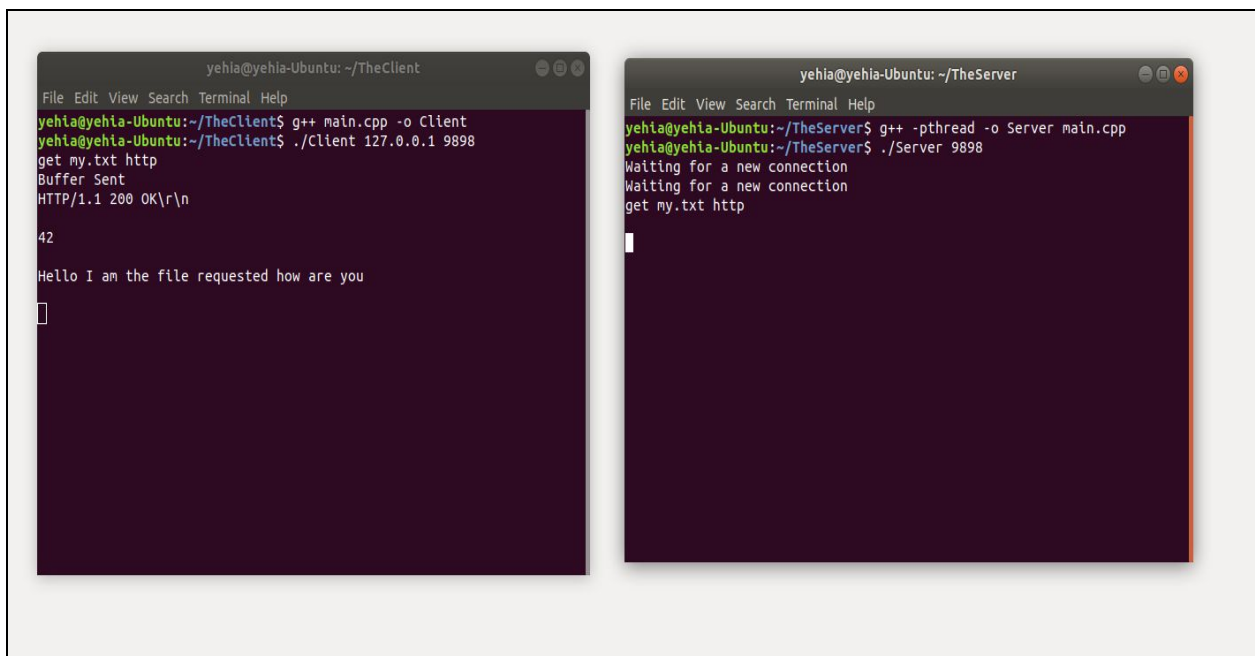 yehia@yehia-Ubuntu: ~/TheClient
File Edit View Search Terminal Help
yehia@yehia-Ubuntu:~/TheClient$ g++ main.cpp -o Client
yehia@yehia-Ubuntu:~/TheClient$ ./Client 127.0.0.1 9898
get my.txt http
Buffer Sent
HTTP/1.1 200 OK\r\n
42
Hello I am the file requested how are you
yehia@yehia-Ubuntu: ~/TheServer
File Edit View Search Terminal Help
yehia@yehia-Ubuntu:~/TheServer$ g++ -pthread -o Server main.cpp
yehia@yehia-Ubuntu:~/TheServer$ ./Server 9898
Waiting for a new connection
Waiting for a new connection
get my.txt http